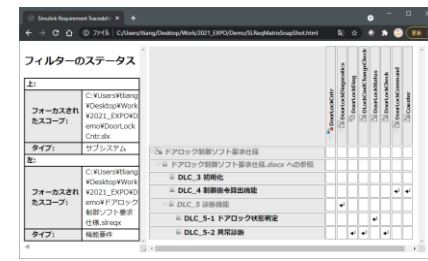 Simulink Requirement Traceabilit
ファイル
C:/Users/tliang/Desktop/Work/2021_EXPO/Demo/SLReqMatrixSnapShot.html
フィルターのステータス
上:
フォーカスされたスコープ:
C:¥Users¥tliang
¥Desktop¥Work
¥2021_EXPO¥D
emo¥DoorLock
Cntr.slx
タイプ:
サブシステム
左:
フォーカスされたスコープ:
C:¥Users¥tliang
¥Desktop¥Work
¥2021_EXPO¥D
emo¥ドアロック
制御ソフト要求
仕様.slreqx
タイプ:
機能要件
DoorLockCntr
DoorLockDiagnostics
DoorLockDiag
DLockCmdChangeCheck
DoorLockStatus
DoorLockCheck
DoorLockCommand
Counter
ドアロック制御ソフト要求仕様
ドアロック制御ソフト要求仕様.docx への参照
DLC_3 初期化
DLC_4 制御指令算出機能
DLC_5 診断機能
DLC_5-1 ドアロック状態判定
DLC_5-2 異常診断